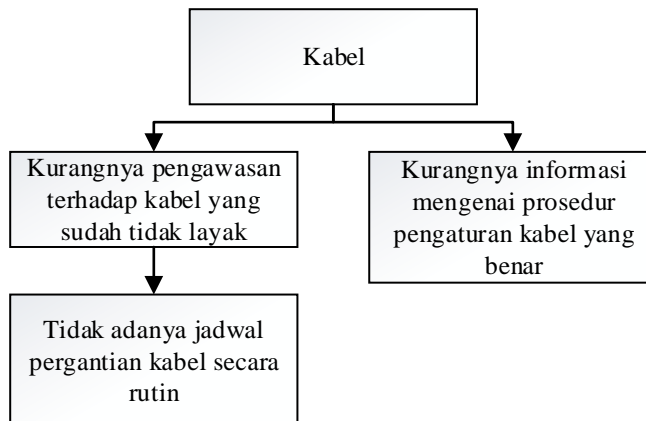 Kabel
Kurangnya pengawasan
terhadap kabel yang
sudah tidak layak
Kurangnya informasi
mengenai prosedur
pengaturan kabel yang
benar
Tidak adanya jadwal
pergantian kabel secara
rutin